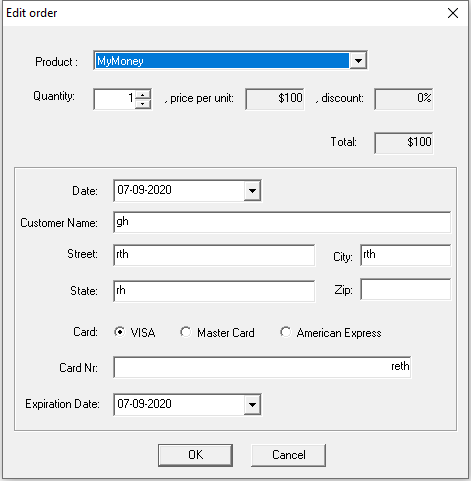 Edit order
Product : MyMoney
Quantity: 1 , price per unit: $100 , discount: 0%
Total: $100
Date: 07-09-2020
Customer Name: gh
Street: rth City: rth
State: rh Zip:
Card: VISA Master Card American Express
Card Nr: reth
Expiration Date: 07-09-2020
OK Cancel